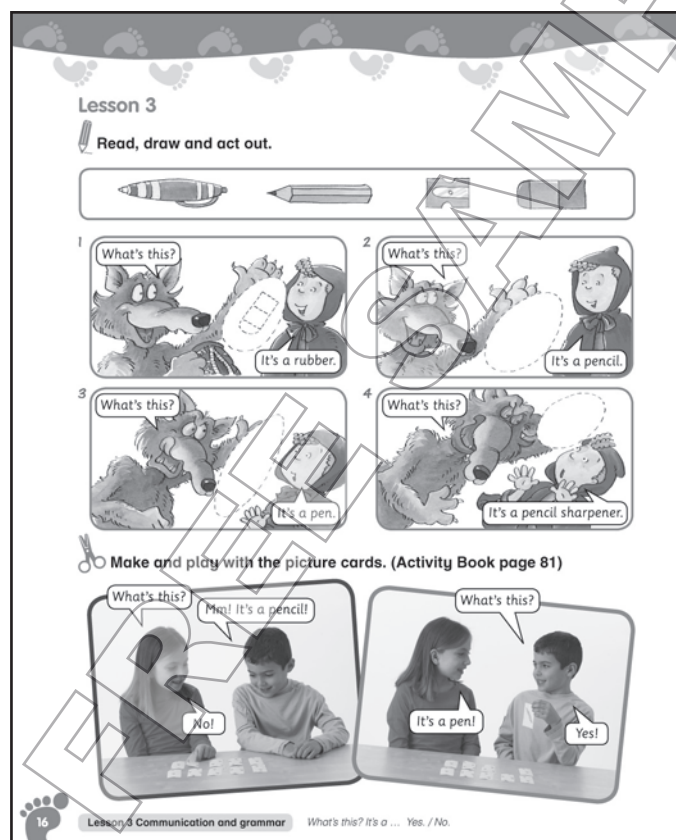 Lesson 3
Read, draw and act out.
1
What's this?
It's a rubber.
2
What's this?
It's a pencil.
3
What's this?
It's a pen.
4
What's this?
It's a pencil sharpener.
Make and play with the picture cards. (Activity Book page 81)
What's this?
Mm! It's a pencil!
No!
What's this?
It's a pen!
Yes!
16
Lesson 3 Communication and grammar What's this? It's a ... Yes. / No.
FREE SAMPLE